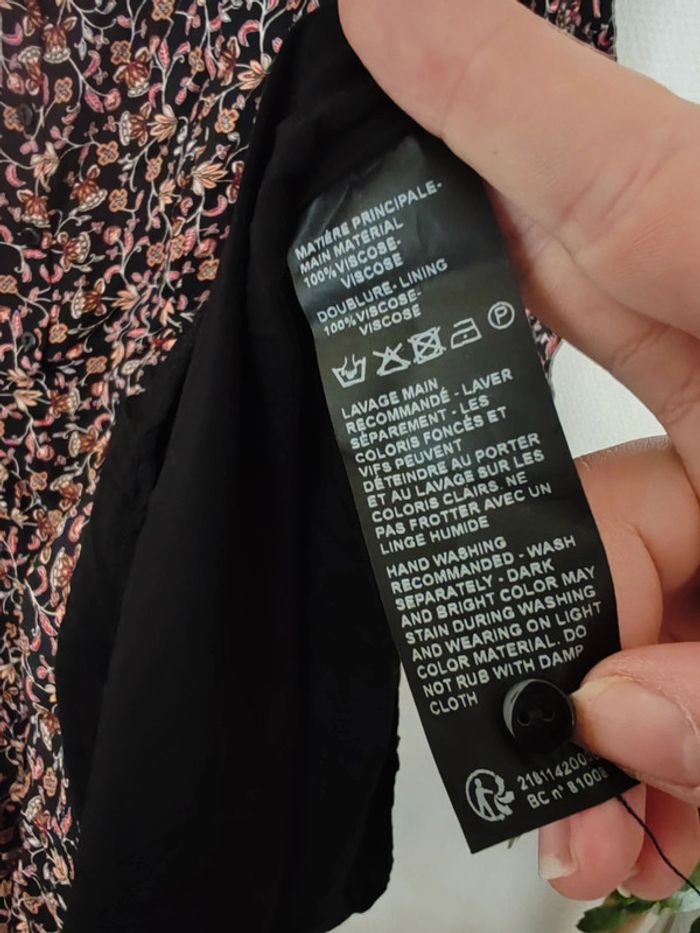 MATIÈRE PRINCIPALE-
MAIN MATERIAL
100%VISCOSE-
VISCOSE
DOUBLURE- LINING
100%VISCOSE-
VISCOSE
P
LAVAGE MAIN
RECOMMANDÉ - LAVER
SÉPAREMENT - LES
COLORIS FONCÉS ET
VIFS PEUVENT
DÉTEINDRE AU PORTER
ET AU LAVAGE SUR LES
COLORIS CLAIRS. NE
PAS FROTTER AVEC UN
LINGE HUMIDE
HAND WASHING
RECOMMANDED - WASH
SEPARATELY - DARK
AND BRIGHT COLOR MAY
STAIN DURING WASHING
AND WEARING ON LIGHT
COLOR MATERIAL. DO
NOT RUB WITH DAMP
CLOTH
BC n°